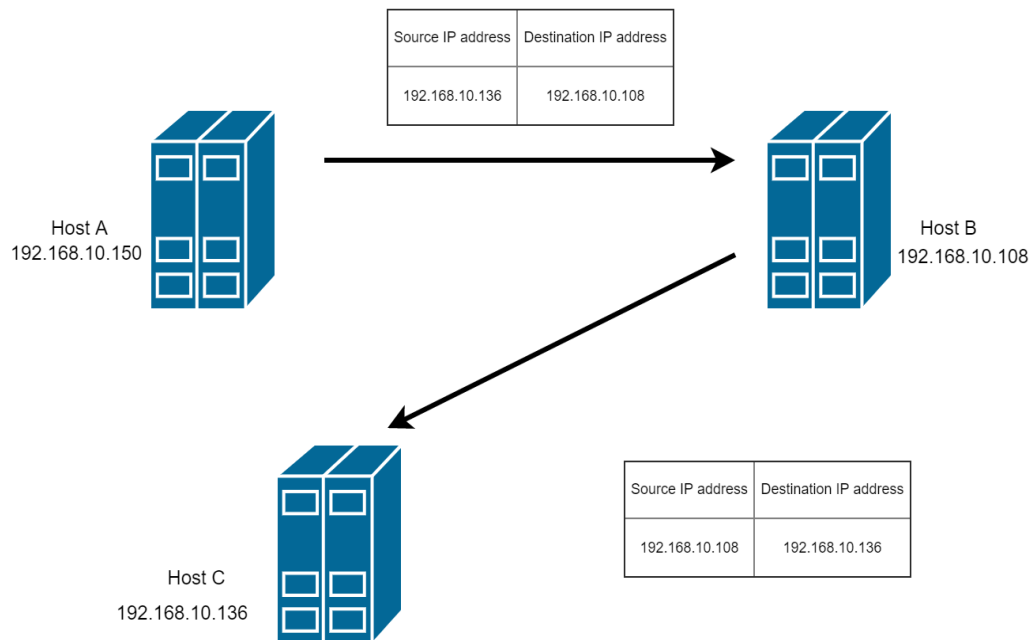 Source IP address Destination IP address
192.168.10.136 192.168.10.108
Host A
192.168.10.150
Host B
192.168.10.108
Source IP address Destination IP address
192.168.10.108 192.168.10.136
Host C
192.168.10.136